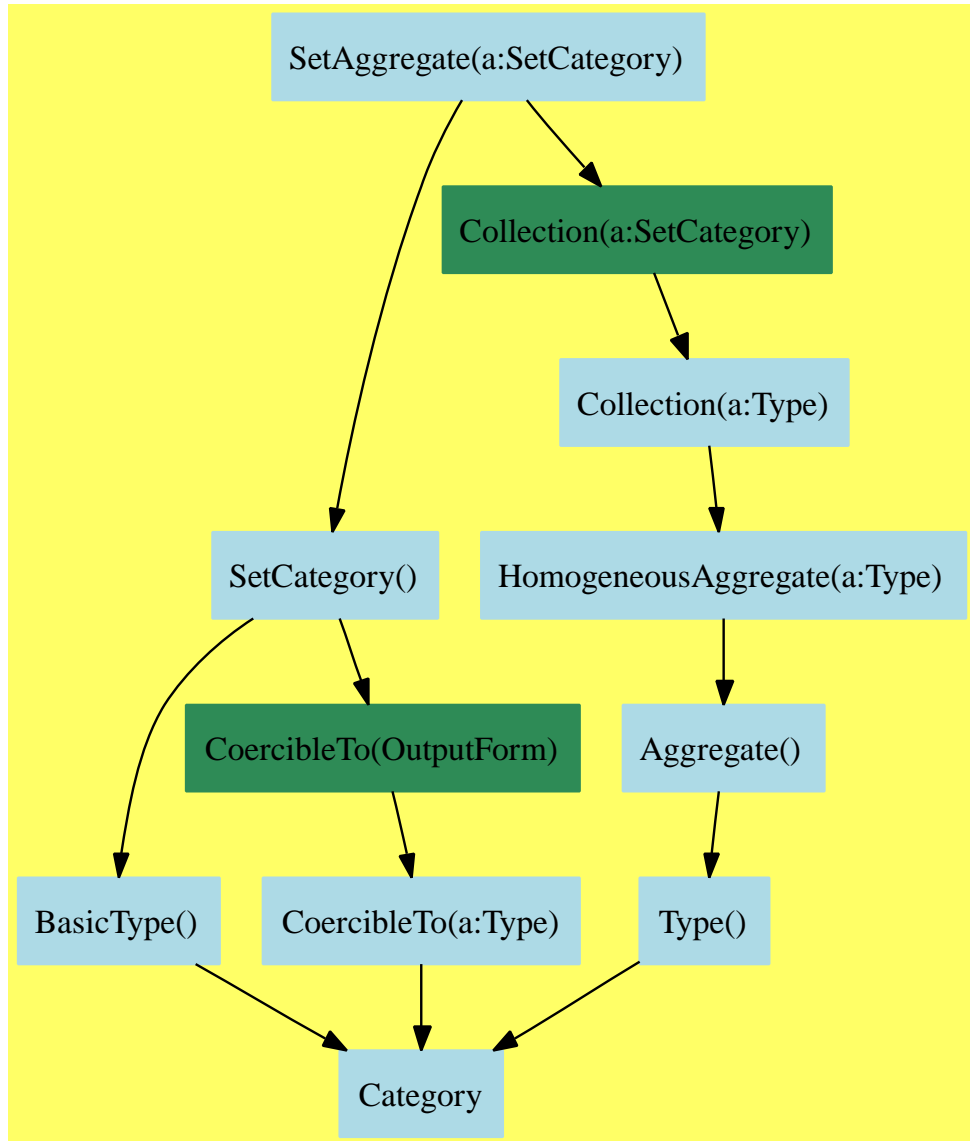 SetAggregate(a:SetCategory)
Collection(a:SetCategory)
Collection(a:Type)
SetCategory()
HomogeneousAggregate(a:Type)
CoercibleTo(OutputForm)
Aggregate()
BasicType()
CoercibleTo(a:Type)
Type()
Category